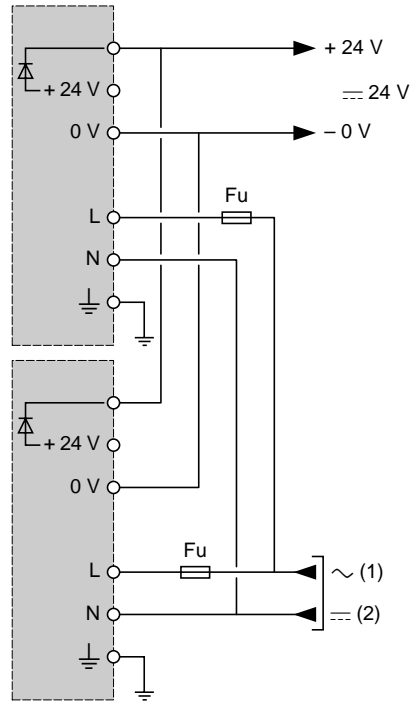 + 24 V
+ 24 V
24 V
0 V
– 0 V
Fu
L
N
+ 24 V
0 V
Fu
L
(1)
N
(2)